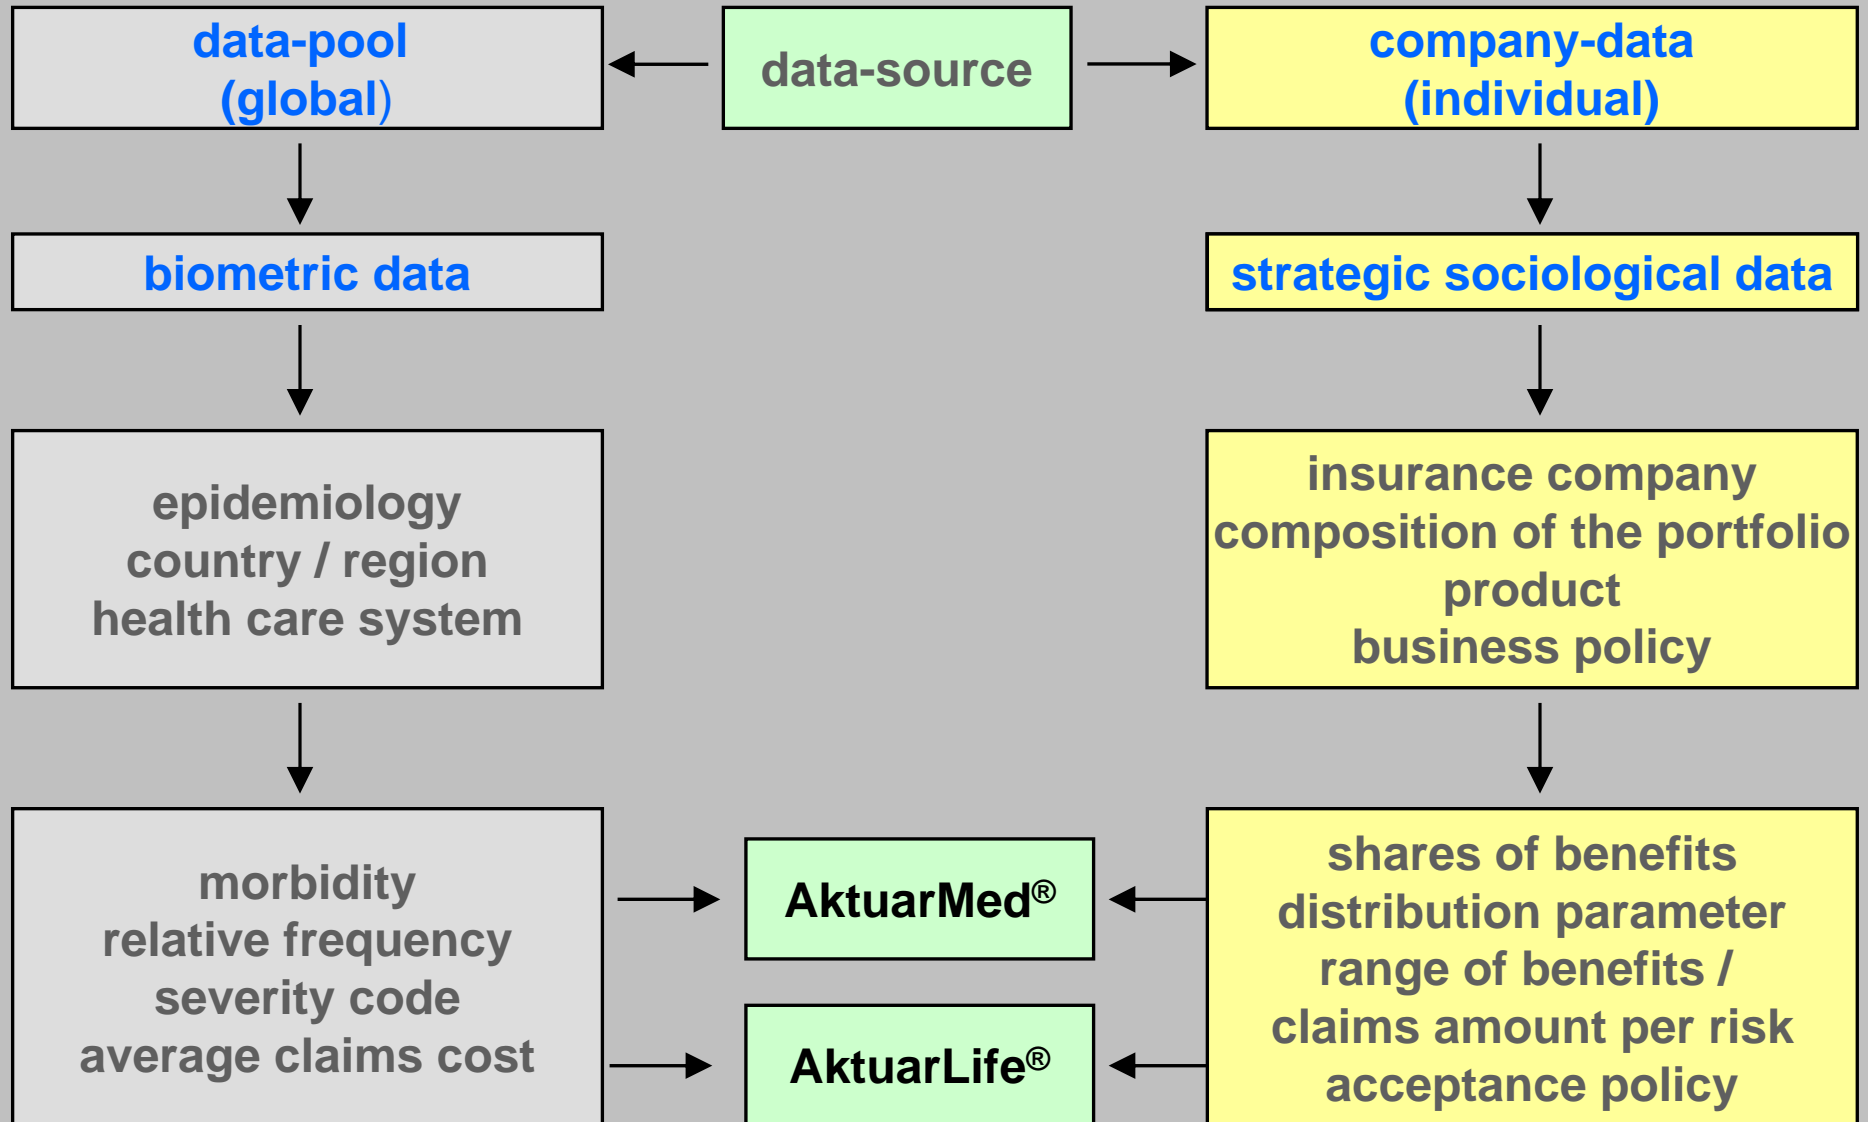 data-pool
(global)
data-source
company-data
(individual)
biometric data
strategic sociological data
epidemiology
country / region
health care system
insurance company
composition of the portfolio
product
business policy
morbidity
relative frequency
severity code
average claims cost
AktuarMed®
AktuarLife®
shares of benefits
distribution parameter
range of benefits /
claims amount per risk
acceptance policy